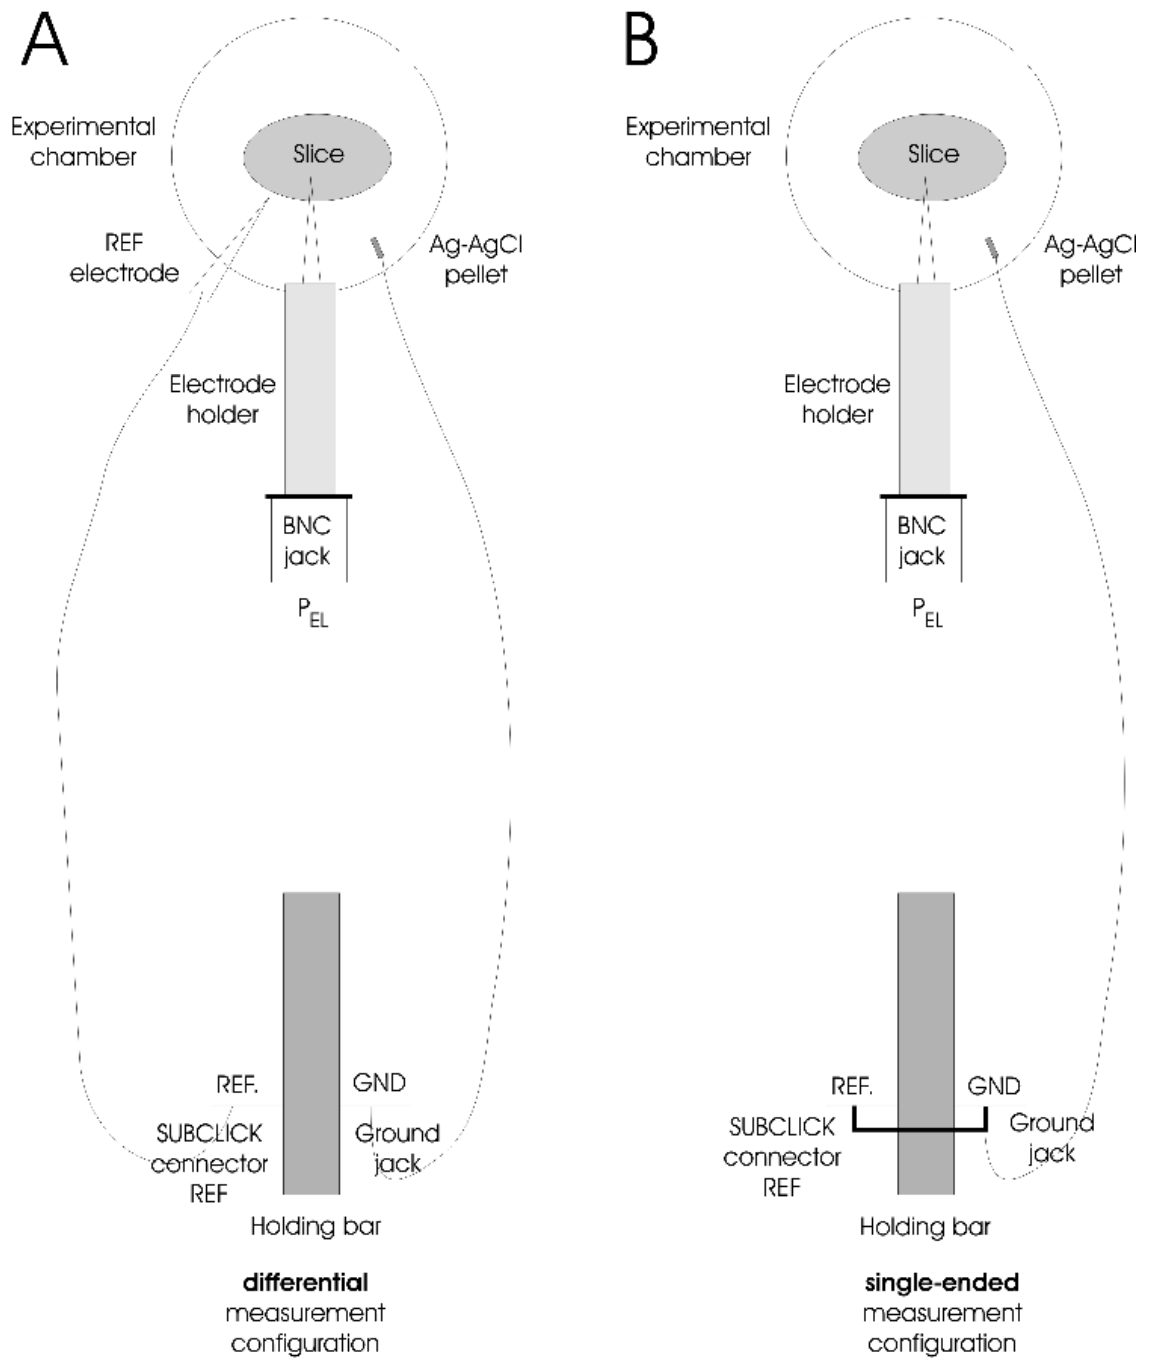 A
Experimental
chamber
Slice
REF
electrode
Ag-AgCl
pellet
Electrode
holder
BNC
jack
PEL
REF.
GND
SUBCLICK
connector
REF
Ground
jack
Holding bar
differential
measurement
configuration
B
Experimental
chamber
Slice
Ag-AgCl
pellet
Electrode
holder
BNC
jack
PEL
REF.
GND
SUBCLICK
connector
REF
Ground
jack
Holding bar
single-ended
measurement
configuration